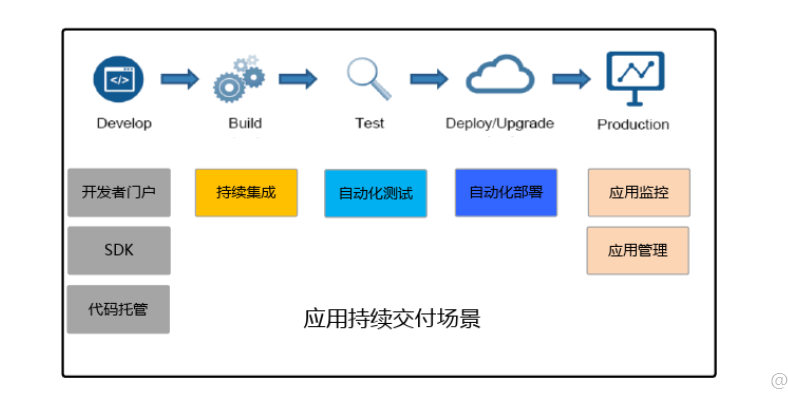 </>
Develop
Build
Test
Deploy/Upgrade
Production
开发者门户
持续集成
自动化测试
自动化部署
应用监控
SDK
应用管理
代码托管
应用持续交付场景
@